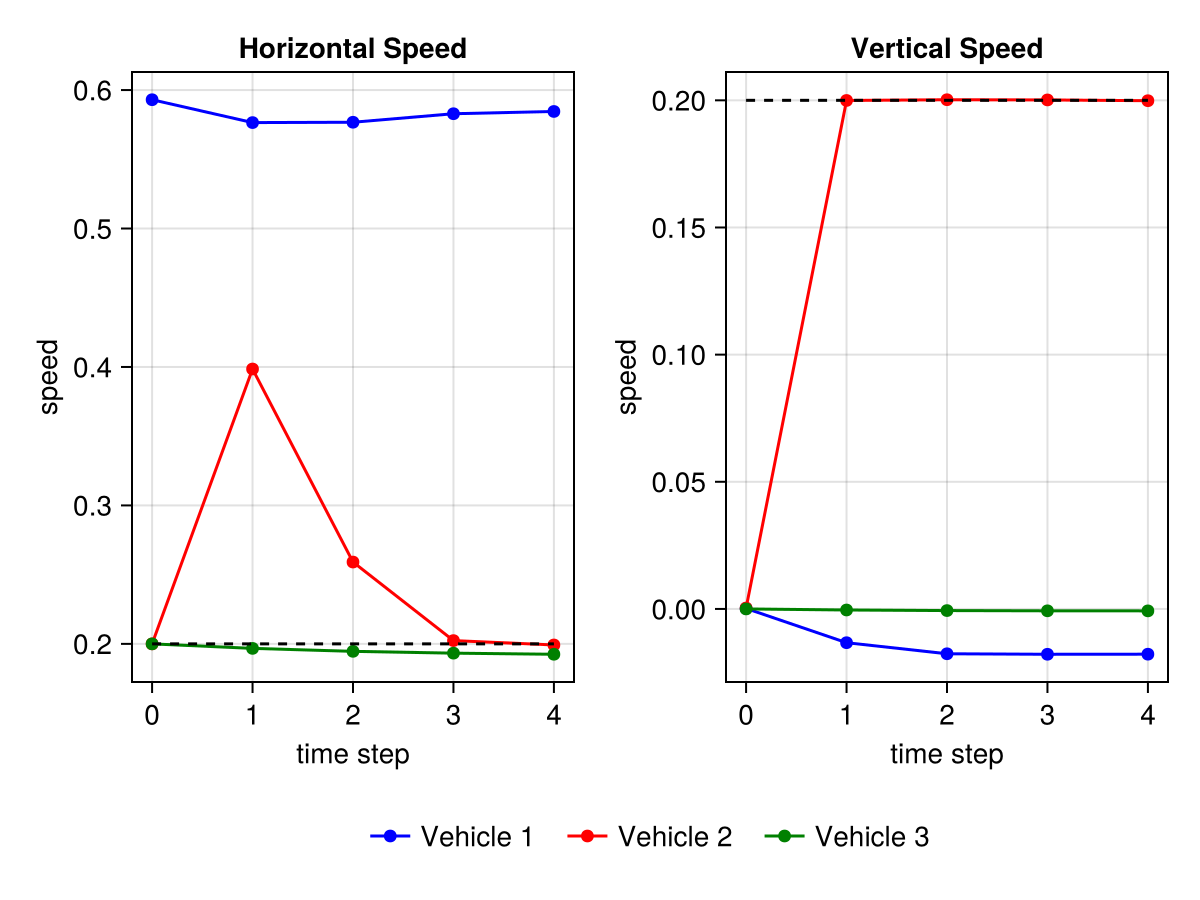 Horizontal Speed
0.6
0.5
0.4
0.3
0.2
speed
0 1 2 3 4
time step
Vertical Speed
0.20
0.15
0.10
0.05
0.00
speed
0 1 2 3 4
time step
Vehicle 1 Vehicle 2 Vehicle 3